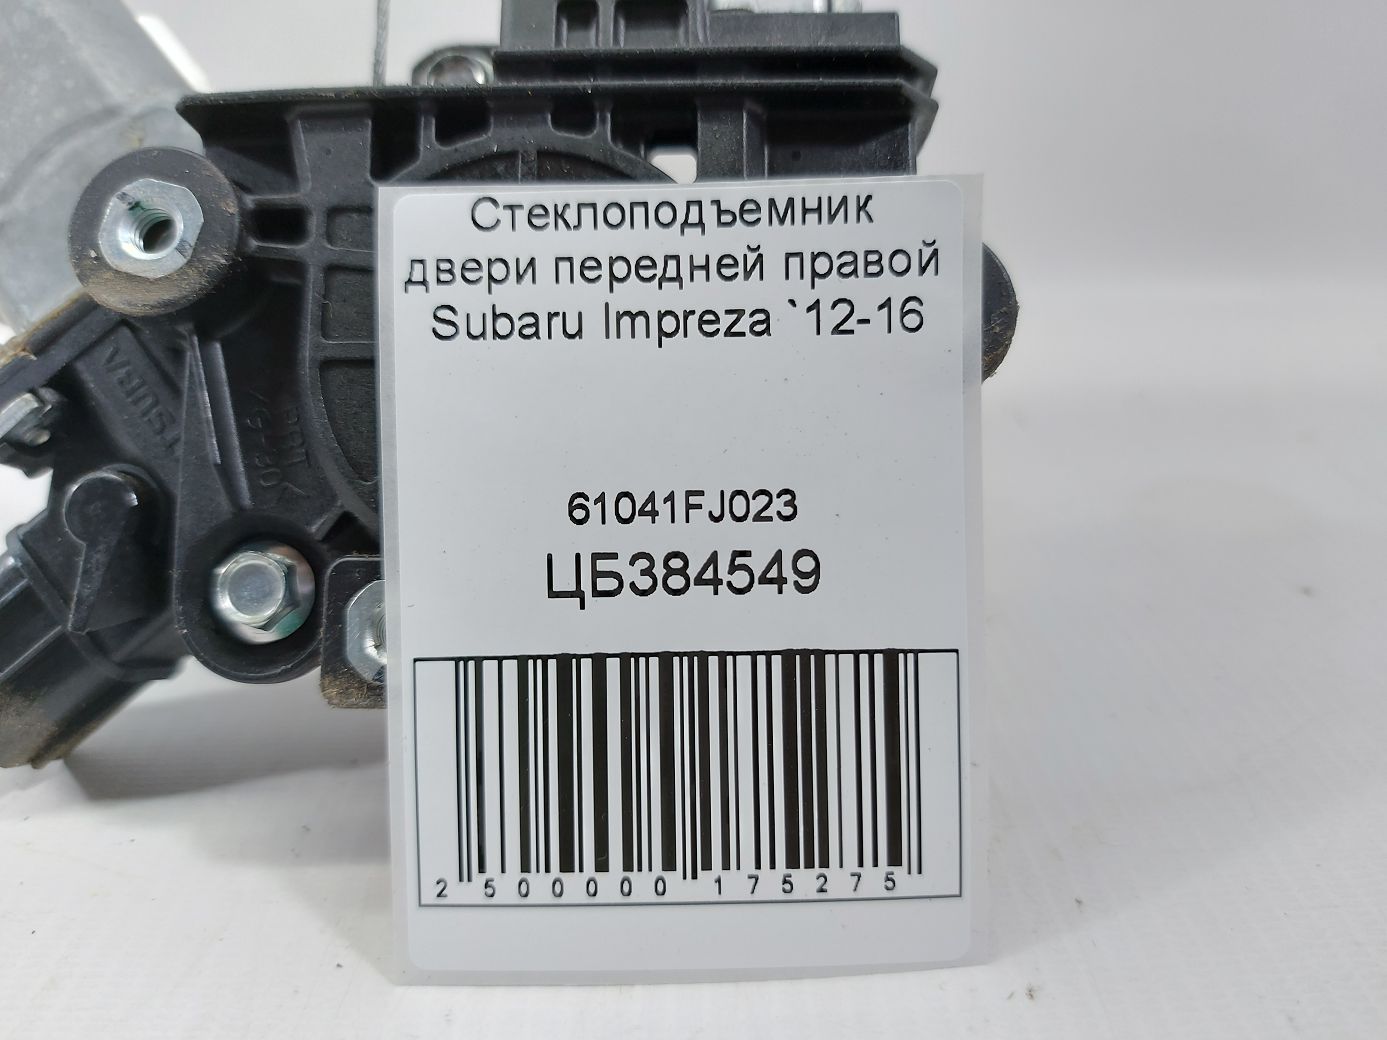 Стеклоподъемник
двери передней правой
Subaru Impreza `12-16
61041FJ023
ЦБ384549
2 500000 175275